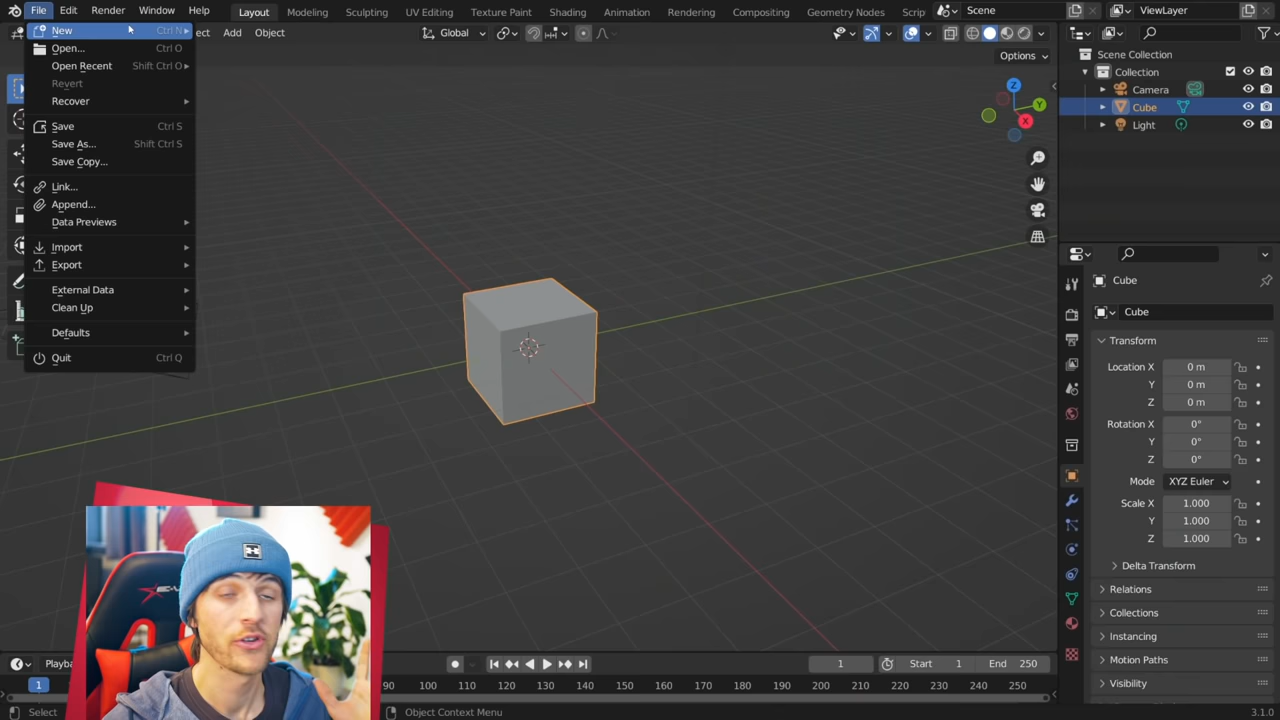 File Edit Render Window Help Layout Modeling Sculpting UV Editing Texture Paint Shading Animation Rendering Compositing Geometry Nodes Scrip Scene ViewLayer
New Ctrl N
ect Add Object Global
Open... Ctrl O
Options
Scene Collection
Open Recent Shift Ctrl O
Collection
Revert
Camera
Recover
Cube
Light
Save Ctrl S
Save As... Shift Ctrl S
Save Copy...
Link...
Append...
Data Previews
Import
Export
External Data
Clean Up
Defaults
Quit Ctrl Q
Z
Y
X
Cube
Cube
Transform
Location X 0 m
Y 0 m
Z 0 m
Rotation X 0°
Y 0°
Z 0°
Mode XYZ Euler
Scale X 1.000
Y 1.000
Z 1.000
Delta Transform
Relations
Collections
Instancing
Motion Paths
Visibility
Playba 1 Start 1 End 250
1 90 100 110 120 130 140 150 160 170 180 190 200 210 220 230 240 250
Select Object Context Menu 3.1.0